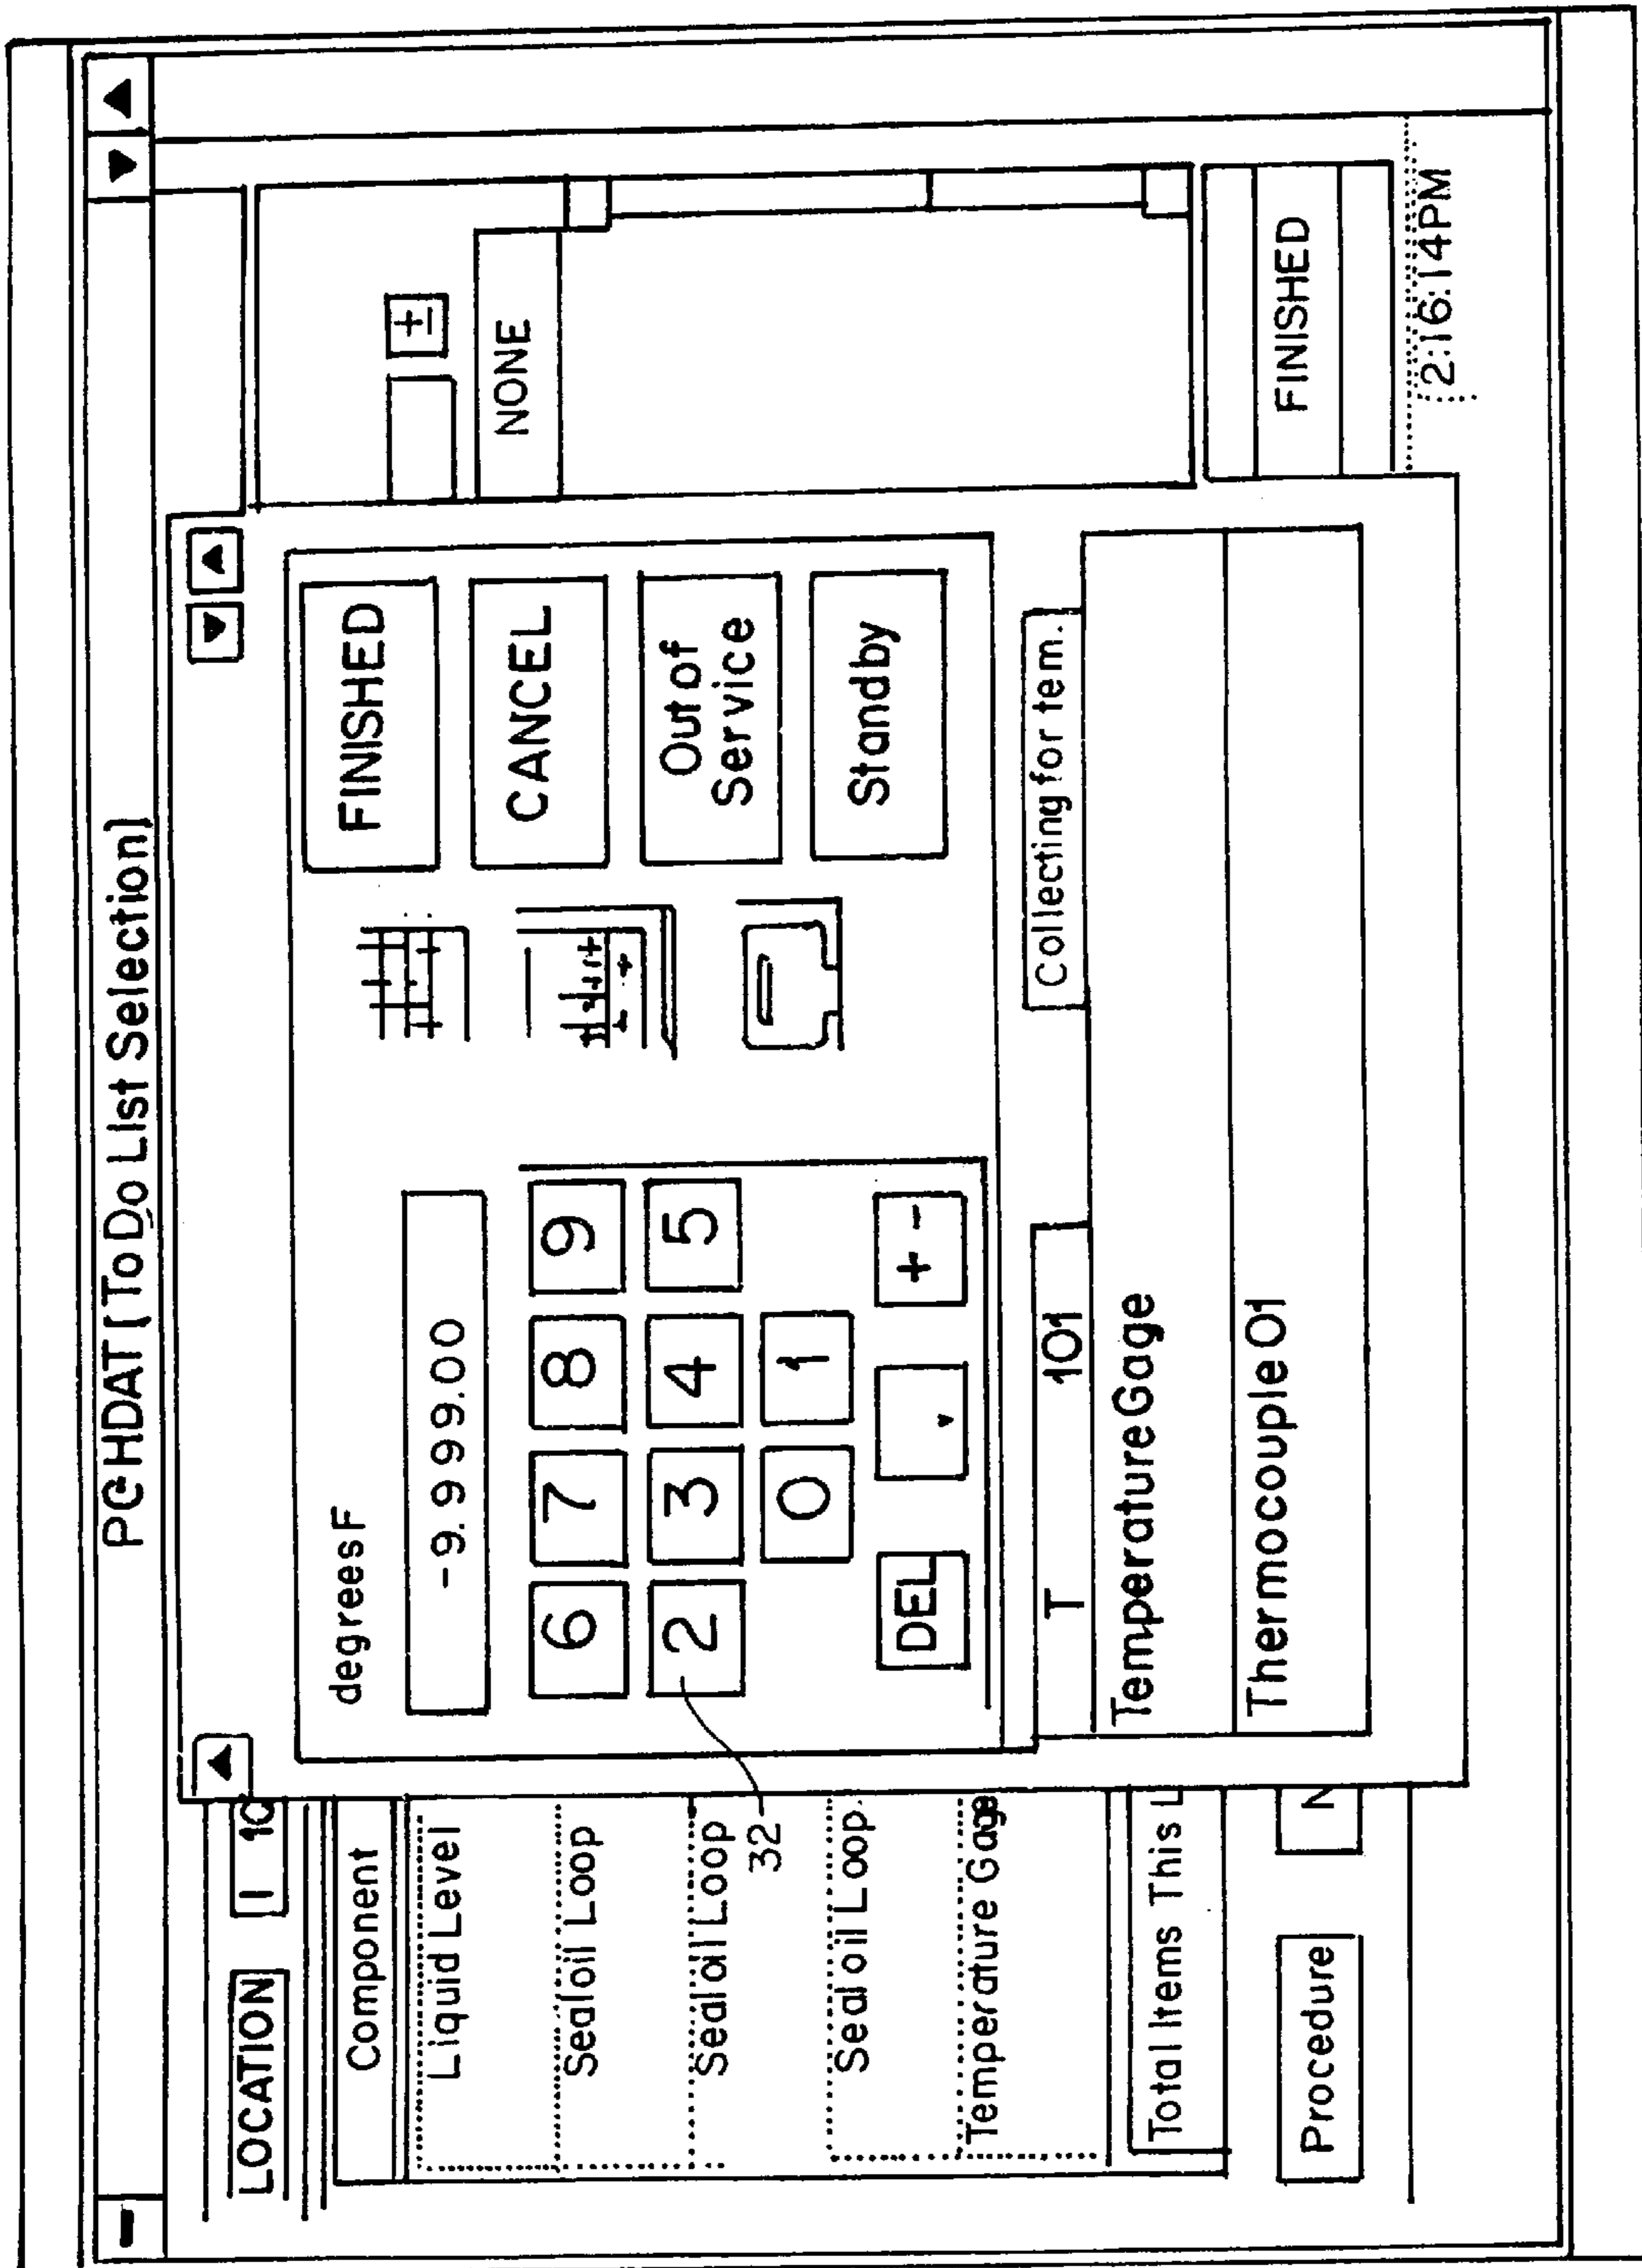 PCHDAT (To Do List Selection)
LOCATION
Component
Liquid Level
Sealoil Loop
Sealoil Loop
Sealoil Loop
Temperature Gage
Total Items This L
Procedure
N
32
degrees F
-9.999.00
6 7 8 9
2 3 4 5
0 1
DEL . + -
FINISHED
CANCEL
Out of
Service
Standby
T 101
Collecting for tem.
Temperature Gage
Thermocouple 01
±
NONE
FINISHED
2:16:14PM